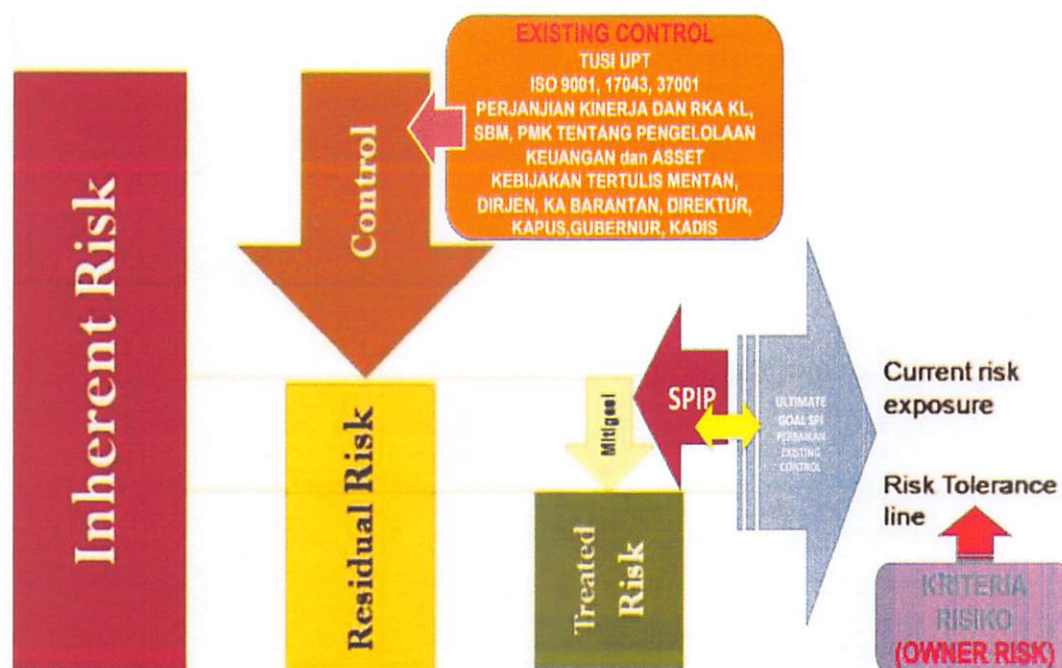 Inherent Risk
Control
EXISTING CONTROL
TUSI UPT
ISO 9001, 17043, 37001
PERJANJIAN KINERJA DAN RKA KL,
SBM, PMK TENTANG PENGELOLAAN
KEUANGAN dan ASSET
KEBIJAKAN TERTULIS MENTAN,
DIRJEN, KA BARANTAN, DIREKTUR,
KAPUS,GUBERNUR, KADIS
Residual Risk
Mitigasi
SPIP
ULTIMATE
GOAL SPI
PERBAIKAN
EXISTING
CONTROL
Treated
Risk
Current risk
exposure
Risk Tolerance
line
KRITERIA
RISIKO
(OWNER RISK)